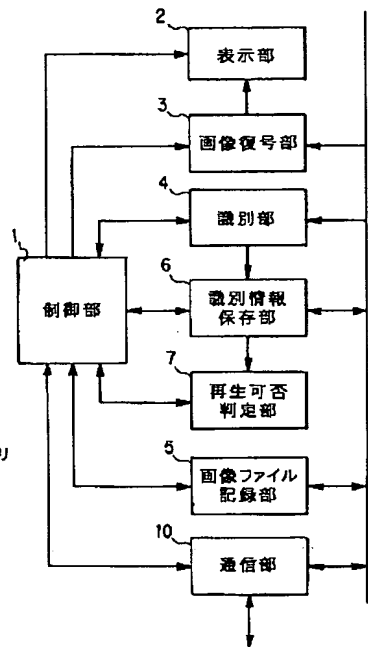 2
表示部
3
画像復号部
4
識別部
1
制御部
6
識別情報
保存部
7
再生可否
判定部
リ
5
画像ファイル
記録部
10
通信部